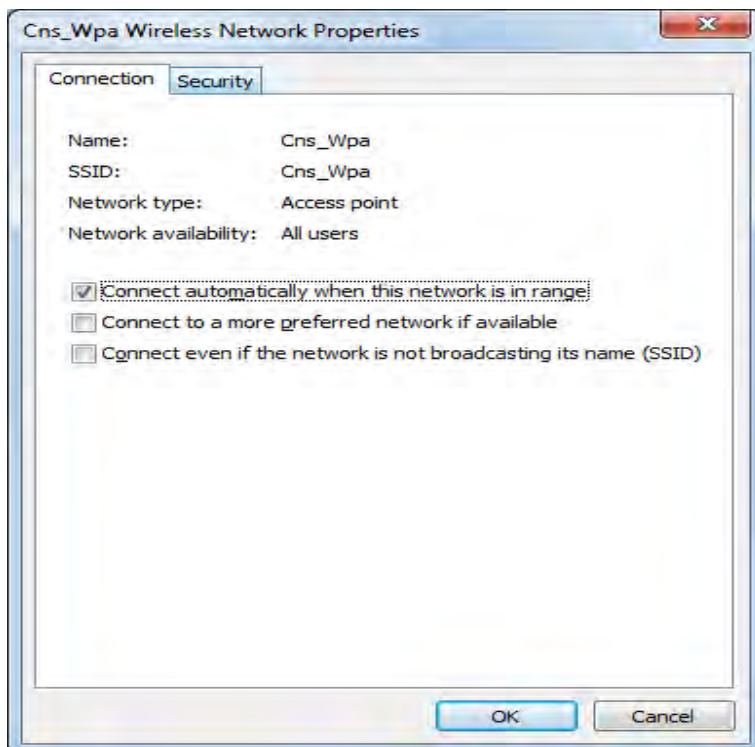 Cns_Wpa Wireless Network Properties
Connection Security
Name: Cns_Wpa
SSID: Cns_Wpa
Network type: Access point
Network availability: All users
Connect automatically when this network is in range
Connect to a more preferred network if available
Connect even if the network is not broadcasting its name (SSID)
OK Cancel